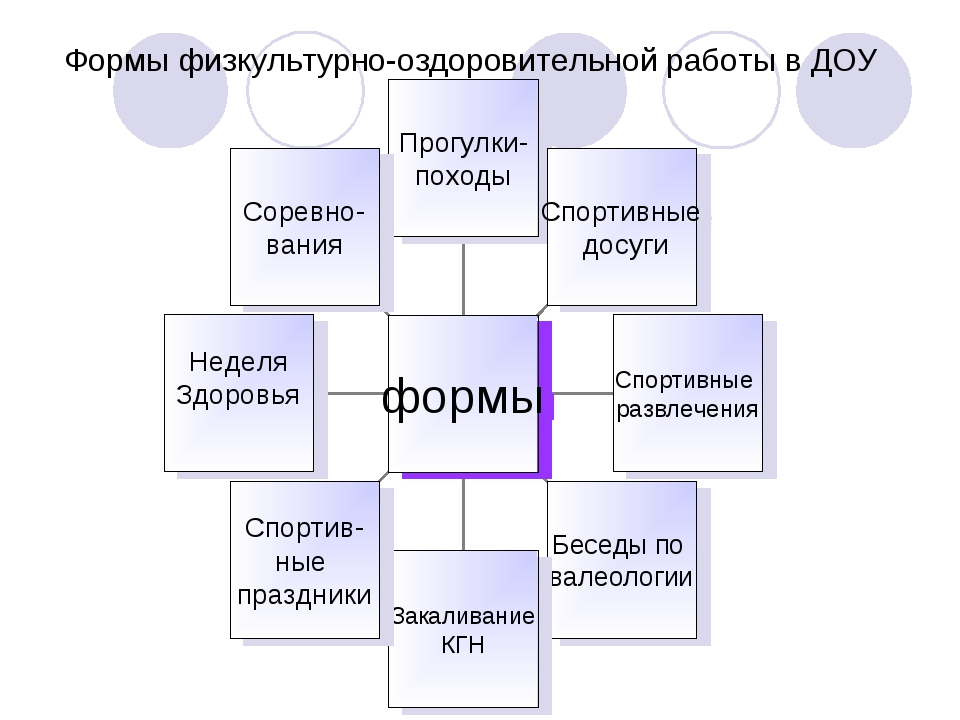 Формы физкультурно-оздоровительной работы в ДОУ
Прогулки-
походы
Соревно-
вания
Спортивные
досуги
Неделя
Здоровья
формы
Спортивные
развлечения
Спортив-
ные
праздники
Беседы по
валеологии
Закаливание
КГН